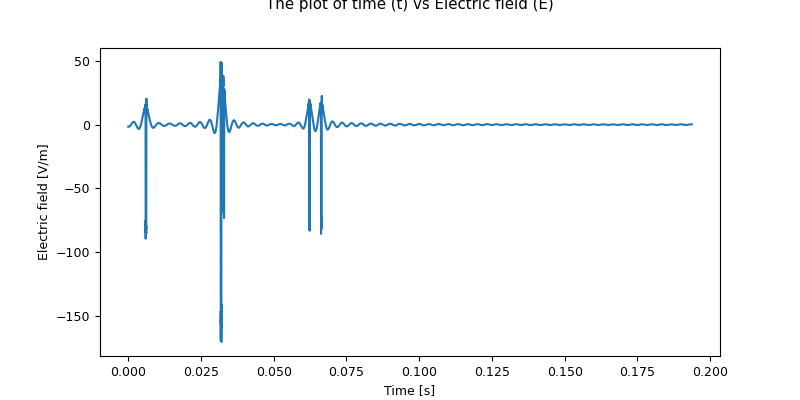 The plot of time (t) vs Electric field (E)
50
0
−50
−100
−150
Electric field [V/m]
0.000 0.025 0.050 0.075 0.100 0.125 0.150 0.175 0.200
Time [s]